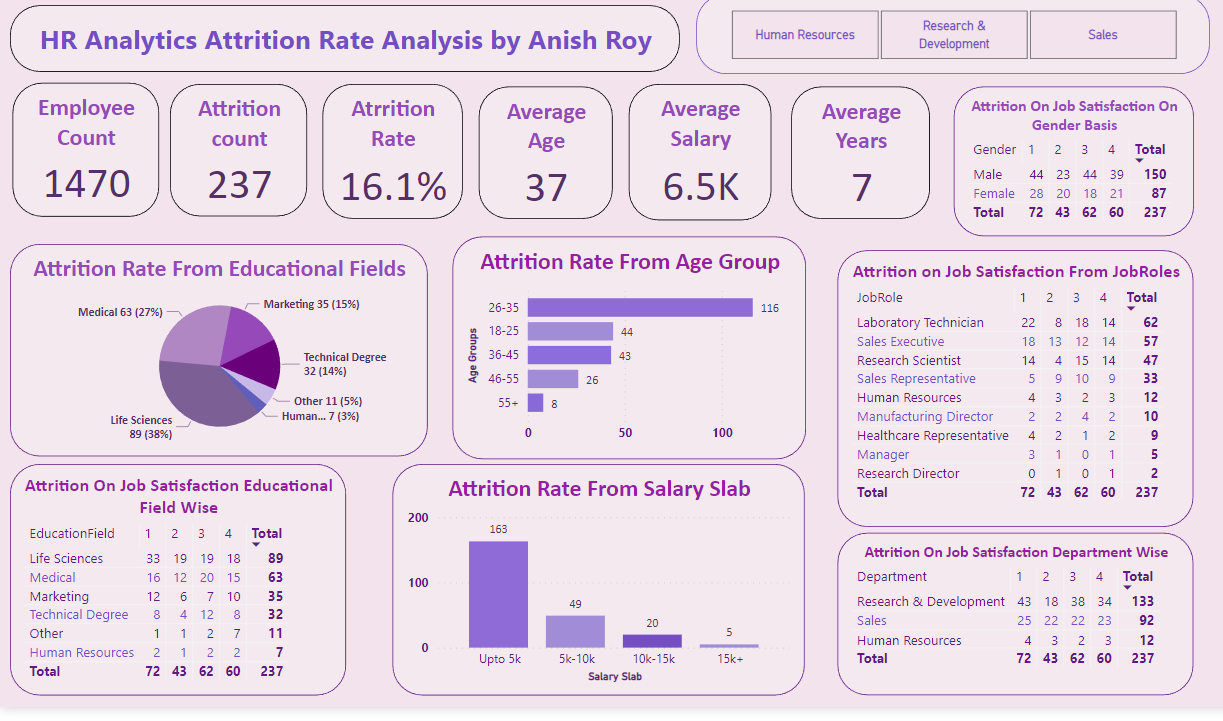 HR Analytics Attrition Rate Analysis by Anish Roy
Human Resources
Research &
Development
Sales
Employee
Count
1470
Attrition
count
237
Atrrition
Rate
16.1%
Average
Age
37
Average
Salary
6.5K
Average
Years
7
Attrition On Job Satisfaction On
Gender Basis
Gender 1 2 3 4 Total
Male 44 23 44 39 150
Female 28 20 18 21 87
Total 72 43 62 60 237
Attrition Rate From Educational Fields
Medical 63 (27%)
Marketing 35 (15%)
Technical Degree
32 (14%)
Other 11 (5%)
Human... 7 (3%)
Life Sciences
89 (38%)
Attrition Rate From Age Group
Age Groups
26-35 116
18-25 44
36-45 43
46-55 26
55+ 8
0 50 100
Attrition on Job Satisfaction From JobRoles
JobRole 1 2 3 4 Total
Laboratory Technician 22 8 18 14 62
Sales Executive 18 13 12 14 57
Research Scientist 14 4 15 14 47
Sales Representative 5 9 10 9 33
Human Resources 4 3 2 3 12
Manufacturing Director 2 2 4 2 10
Healthcare Representative 4 2 1 2 9
Manager 3 1 0 1 5
Research Director 0 1 0 1 2
Total 72 43 62 60 237
Attrition On Job Satisfaction Educational
Field Wise
EducationField 1 2 3 4 Total
Life Sciences 33 19 19 18 89
Medical 16 12 20 15 63
Marketing 12 6 7 10 35
Technical Degree 8 4 12 8 32
Other 1 1 2 7 11
Human Resources 2 1 2 2 7
Total 72 43 62 60 237
Attrition Rate From Salary Slab
200
100
0
163
49
20
5
Upto 5k 5k-10k 10k-15k 15k+
Salary Slab
Attrition On Job Satisfaction Department Wise
Department 1 2 3 4 Total
Research & Development 43 18 38 34 133
Sales 25 22 22 23 92
Human Resources 4 3 2 3 12
Total 72 43 62 60 237